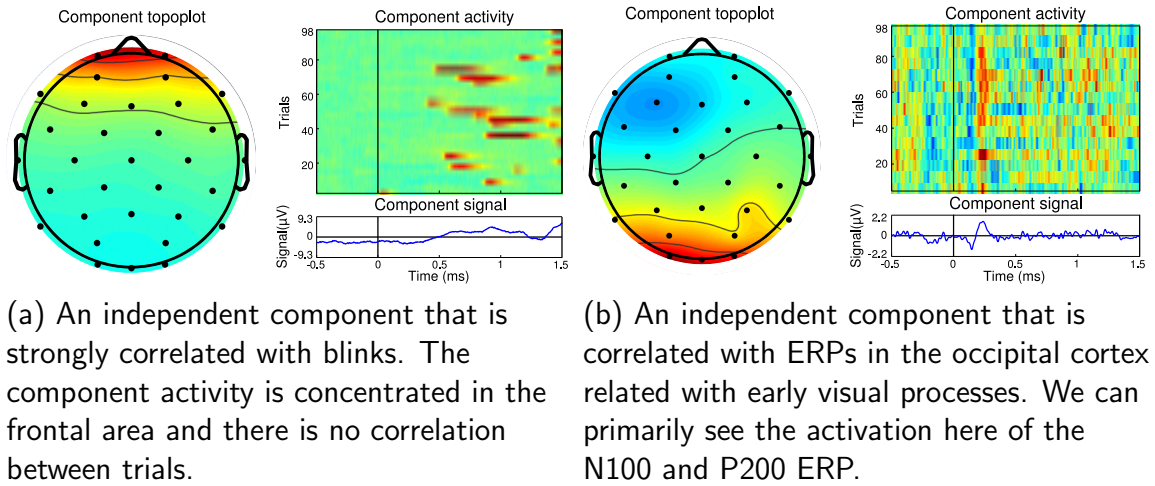 Component topoplot
Component activity
98
80
60
40
20
Trials
Component signal
9.3
0
-9.3
Signal(µV)
-0.5
0
0.5
1
1.5
Time (ms)
(a) An independent component that is
strongly correlated with blinks. The
component activity is concentrated in the
frontal area and there is no correlation
between trials.
Component topoplot
Component activity
98
80
60
40
20
Trials
Component signal
2.2
0
-2.2
Signal(µV)
-0.5
0
0.5
1
1.5
Time (ms)
(b) An independent component that is
correlated with ERPs in the occipital cortex
related with early visual processes. We can
primarily see the activation here of the
N100 and P200 ERP.